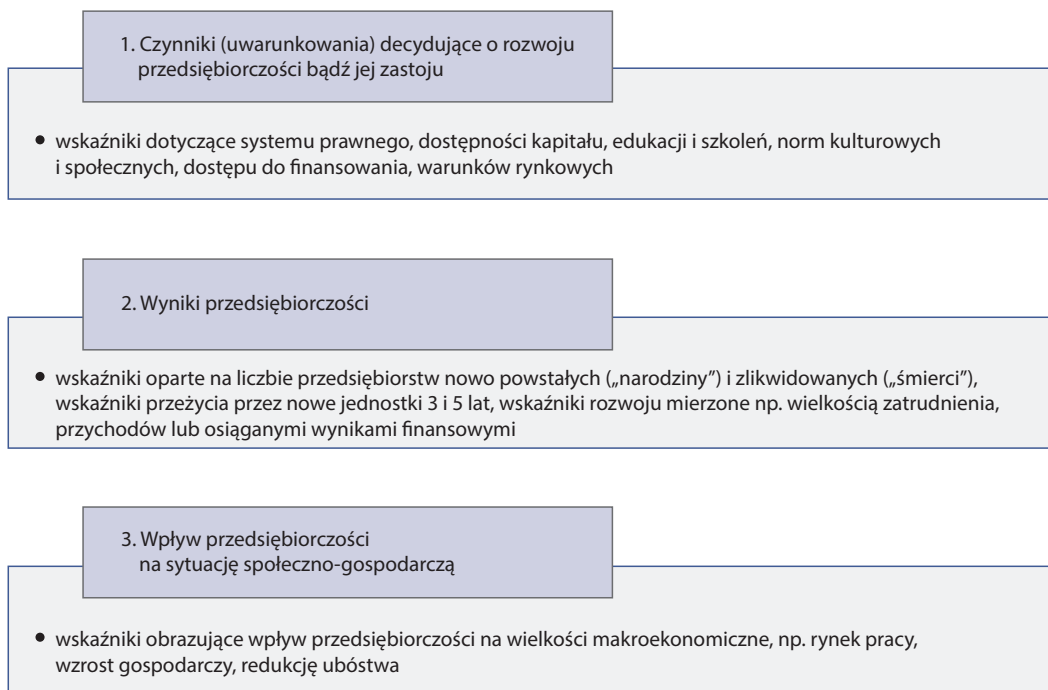 1. Czynniki (uwarunkowania) decydujące o rozwoju
przedsiębiorczości bądź jej zastoju
• wskaźniki dotyczące systemu prawnego, dostępności kapitału, edukacji i szkoleń, norm kulturowych
i społecznych, dostępu do finansowania, warunków rynkowych
2. Wyniki przedsiębiorczości
• wskaźniki oparte na liczbie przedsiębiorstw nowo powstałych („narodziny”) i zlikwidowanych („śmierci”),
wskaźniki przeżycia przez nowe jednostki 3 i 5 lat, wskaźniki rozwoju mierzone np. wielkością zatrudnienia,
przychodów lub osiąganymi wynikami finansowymi
3. Wpływ przedsiębiorczości
na sytuację społeczno-gospodarczą
• wskaźniki obrazujące wpływ przedsiębiorczości na wielkości makroekonomiczne, np. rynek pracy,
wzrost gospodarczy, redukcję ubóstwa